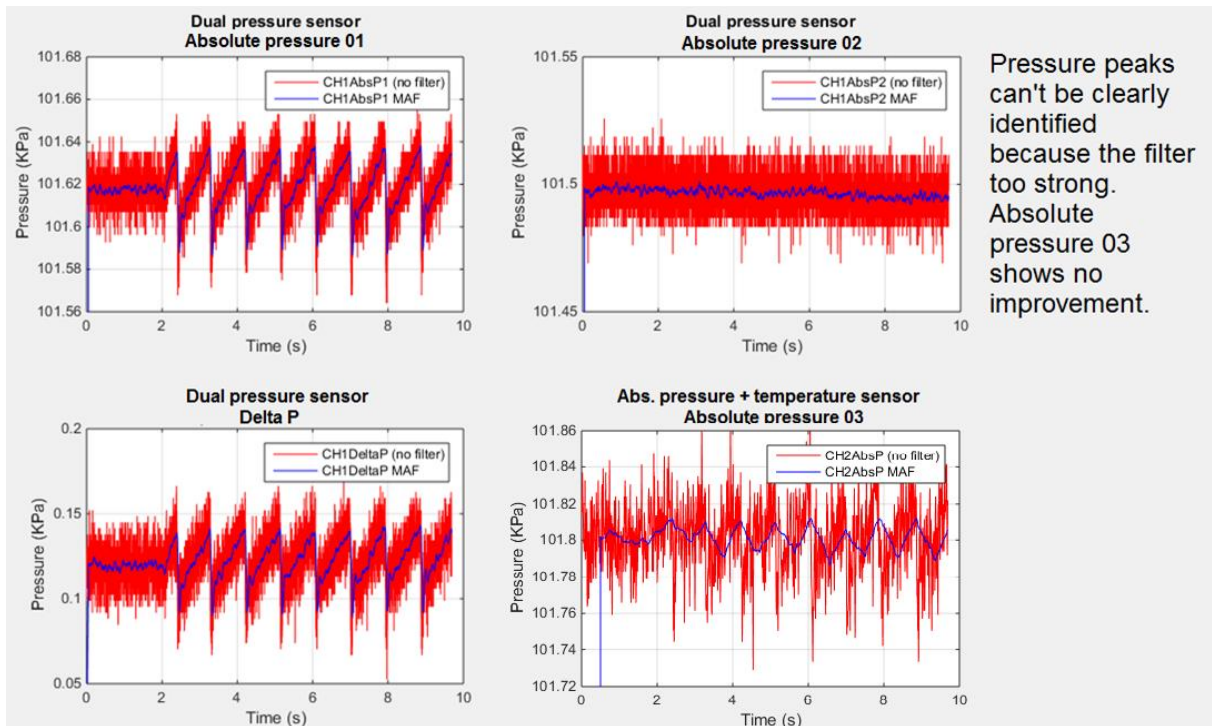 Dual pressure sensor
Absolute pressure 01
101.68
101.66
101.64
101.62
101.6
101.58
101.56
Pressure (KPa)
CH1AbsP1 (no filter)
CH1AbsP1 MAF
0
2
4
6
8
10
Time (s)
Dual pressure sensor
Absolute pressure 02
101.55
101.5
101.45
Pressure (KPa)
CH1AbsP2 (no filter)
CH1AbsP2 MAF
0
2
4
6
8
10
Time (s)
Pressure peaks
can't be clearly
identified
because the filter
too strong.
Absolute
pressure 03
shows no
improvement.
Dual pressure sensor
Delta P
0.2
0.15
0.1
0.05
Pressure (KPa)
CH1DeltaP (no filter)
CH1DeltaP MAF
0
2
4
6
8
10
Time (s)
Abs. pressure + temperature sensor
Absolute pressure 03
101.86
101.84
101.82
101.8
101.78
101.76
101.74
101.72
Pressure (KPa)
CH2AbsP (no filter)
CH2AbsP MAF
0
2
4
6
8
10
Time (s)